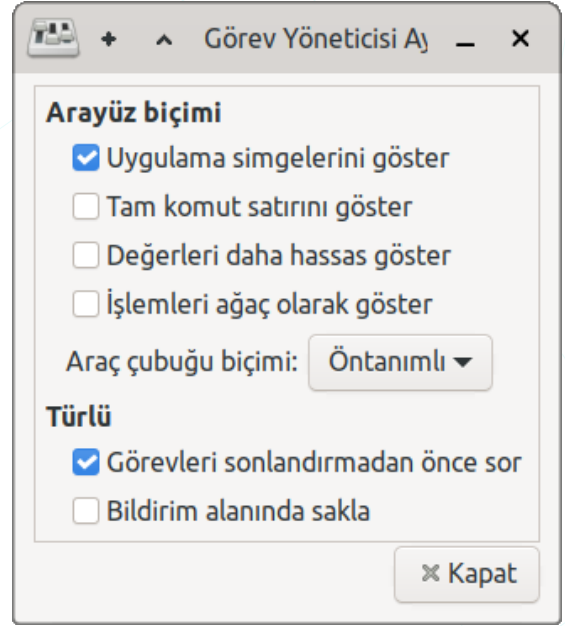 Görev Yöneticisi Ay
Arayüz biçimi
Uygulama simgelerini göster
Tam komut satırını göster
Değerleri daha hassas göster
İşlemleri ağaç olarak göster
Araç çubuğu biçimi: Öntanımlı
Türlü
Görevleri sonlandırmadan önce sor
Bildirim alanında sakla
Kapat